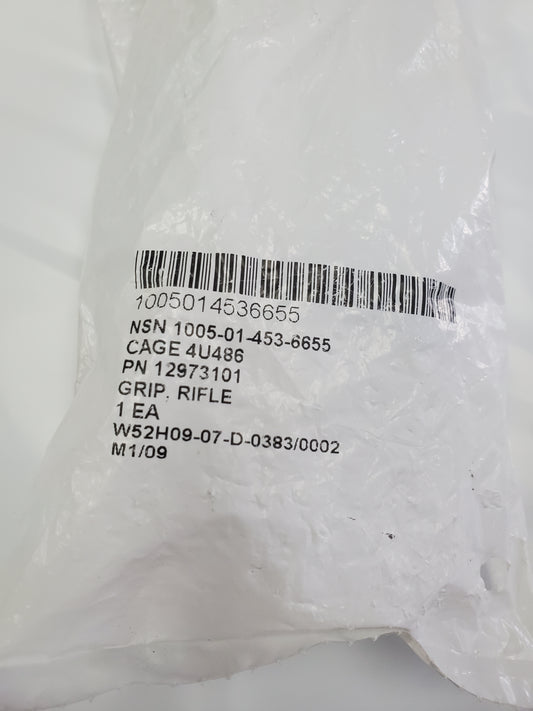 1005014536655
NSN 1005-01-453-6655
CAGE 4U486
PN 12973101
GRIP, RIFLE
1 EA
W52H09-07-D-0383/0002
M1/09